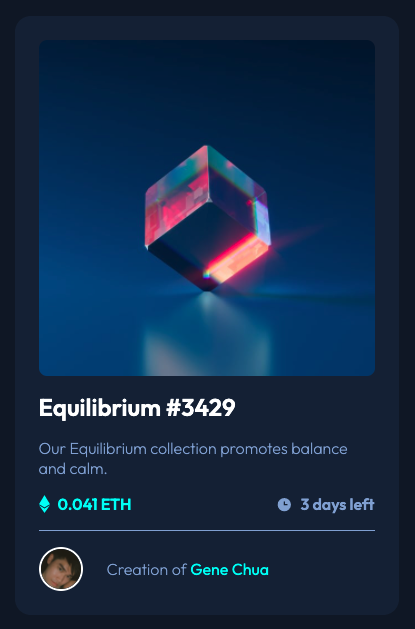 Equilibrium #3429
Our Equilibrium collection promotes balance
and calm.
0.041 ETH
3 days left
Creation of Gene Chua